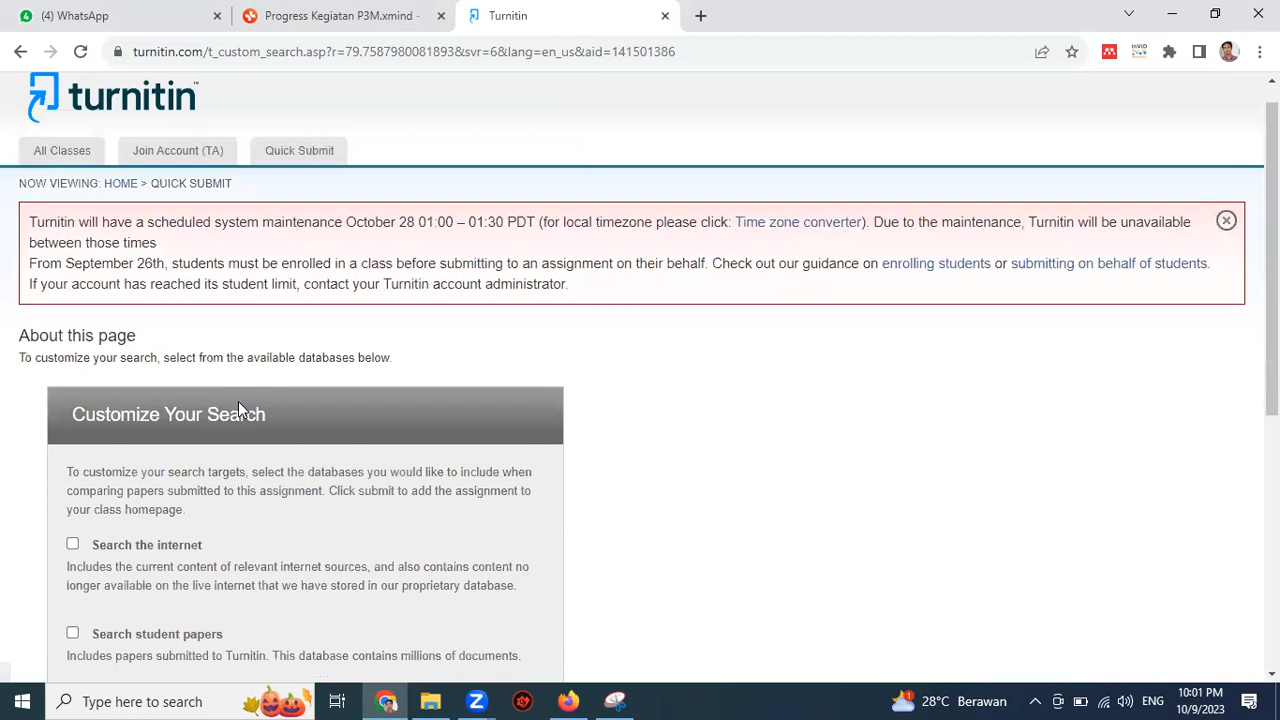 (4) WhatsApp
Progress Kegiatan P3M.xmind -
Turnitin
turnitin.com/t_custom_search.asp?r=79.7587980081893&svr=6&lang=en_us&aid=141501386
turnitin
All Classes
Join Account (TA)
Quick Submit
NOW VIEWING: HOME > QUICK SUBMIT
Turnitin will have a scheduled system maintenance October 28 01:00 – 01:30 PDT (for local timezone please click: Time zone converter). Due to the maintenance, Turnitin will be unavailable
between those times
From September 26th, students must be enrolled in a class before submitting to an assignment on their behalf. Check out our guidance on enrolling students or submitting on behalf of students.
If your account has reached its student limit, contact your Turnitin account administrator.
About this page
To customize your search, select from the available databases below.
Customize Your Search
To customize your search targets, select the databases you would like to include when
comparing papers submitted to this assignment. Click submit to add the assignment to
your class homepage.
Search the internet
Includes the current content of relevant internet sources, and also contains content no
longer available on the live internet that we have stored in our proprietary database.
Search student papers
Includes papers submitted to Turnitin. This database contains millions of documents.
Type here to search
28°C Berawan
ENG
10:01 PM
10/9/2023